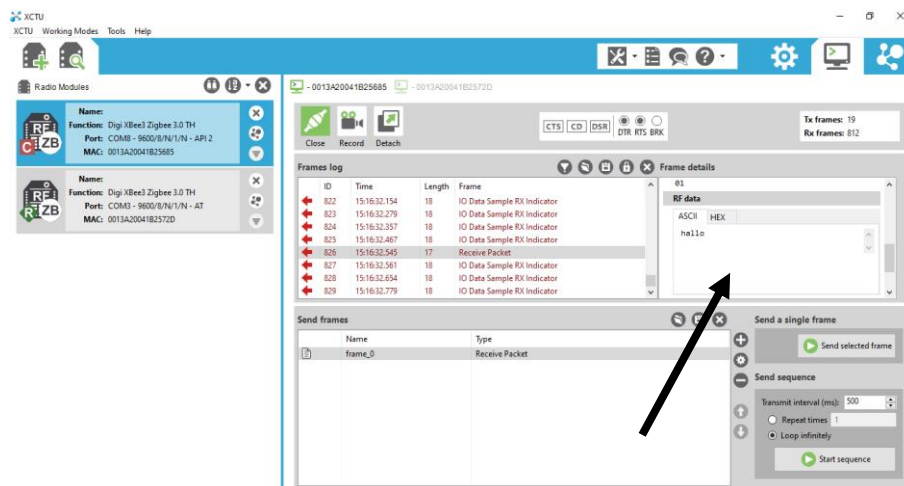 XCTU
XCTU Working Modes Tools Help
Radio Modules
Name:
Function: Digi XBee3 Zigbee 3.0 TH
Port: COM8 - 9600/8/N/1/N - API 2
MAC: 0013A20041B25685
RF
C ZB
Name:
Function: Digi XBee3 Zigbee 3.0 TH
Port: COM3 - 9600/8/N/1/N - AT
MAC: 0013A20041B2572D
RF
R ZB
- 0013A20041B25685 - 0013A20041B2572D
Close Record Detach
CTS CD DSR DTR RTS BRK
Tx frames: 19
Rx frames: 812
Frames log
ID Time Length Frame
822 15:16:32.154 18 IO Data Sample RX Indicator
823 15:16:32.279 18 IO Data Sample RX Indicator
824 15:16:32.357 18 IO Data Sample RX Indicator
825 15:16:32.467 18 IO Data Sample RX Indicator
826 15:16:32.545 17 Receive Packet
827 15:16:32.561 18 IO Data Sample RX Indicator
828 15:16:32.654 18 IO Data Sample RX Indicator
829 15:16:32.779 18 IO Data Sample RX Indicator
Frame details
01
RF data
ASCII HEX
hallo
Send frames
Name Type
frame_0 Receive Packet
Send a single frame
Send selected frame
Send sequence
Transmit interval (ms): 500
Repeat times 1
Loop infinitely
Start sequence